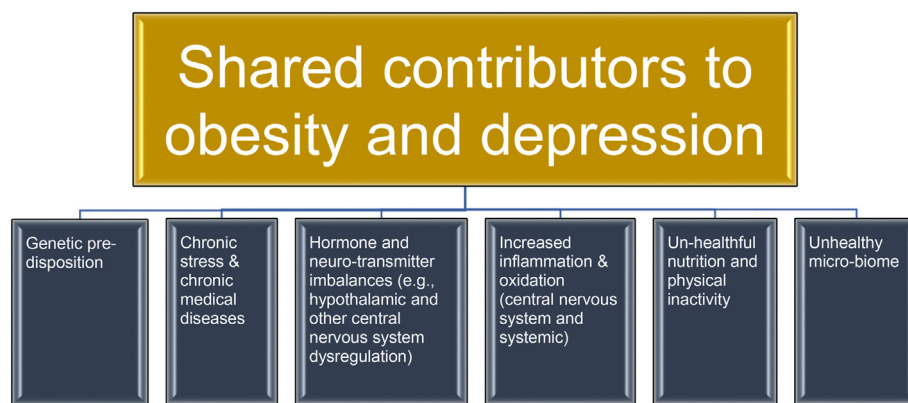 Shared contributors to
obesity and depression
Genetic pre-
disposition
Chronic
stress &
chronic
medical
diseases
Hormone and
neuro-transmitter
imbalances (e.g.,
hypothalamic and
other central
nervous system
dysregulation)
Increased
inflammation &
oxidation
(central nervous
system and
systemic)
Un-healthful
nutrition and
physical
inactivity
Unhealthy
micro-biome